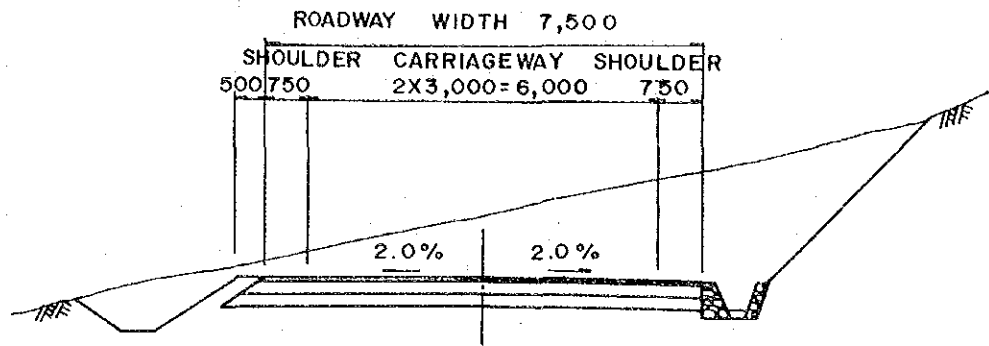 ROADWAY WIDTH 7,500
SHOULDER CARRIAGEWAY SHOULDER
500 750 2X3,000=6,000 750
2.0% 2.0%